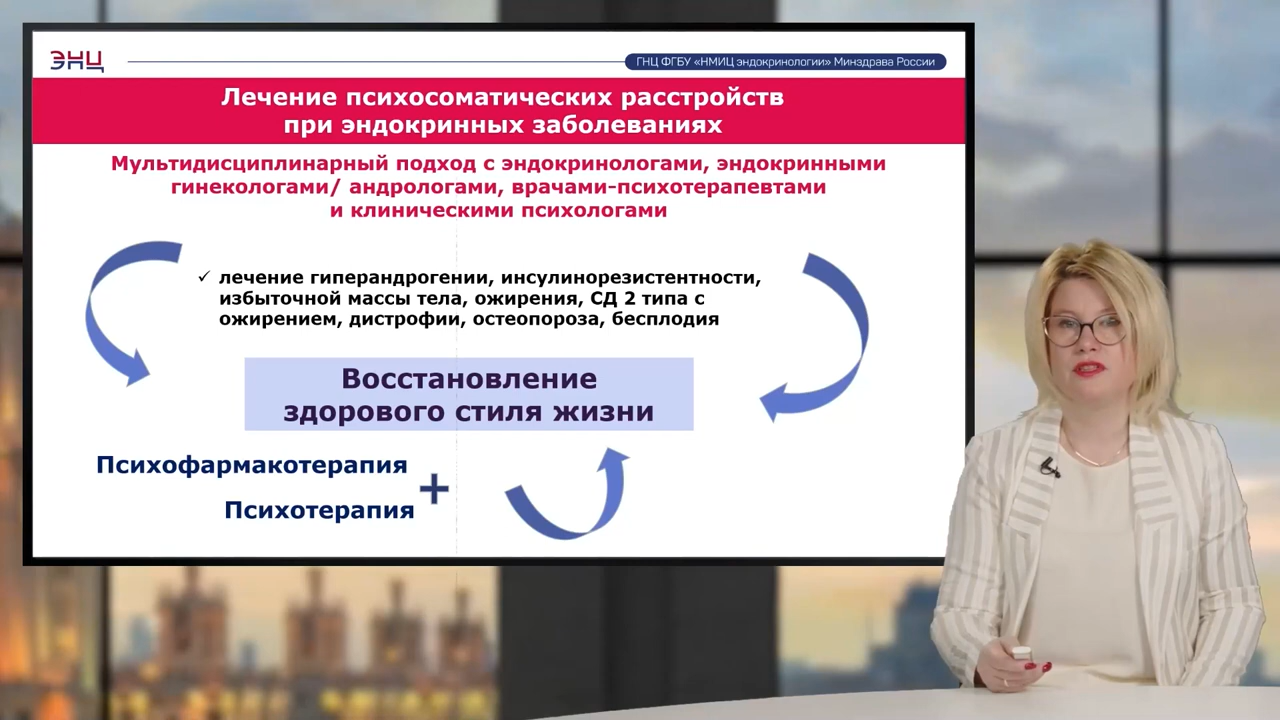 ЭНЦ
ГНЦ ФГБУ «НМИЦ эндокринологии» Минздрава России
Лечение психосоматических расстройств
при эндокринных заболеваниях
Мультидисциплинарный подход с эндокринологами, эндокринными
гинекологами/ андрологами, врачами-психотерапевтами
и клиническими психологами
✓ лечение гиперандрогении, инсулинорезистентности,
избыточной массы тела, ожирения, СД 2 типа с
ожирением, дистрофии, остеопороза, бесплодия
Восстановление
здорового стиля жизни
Психофармакотерапия
+
Психотерапия